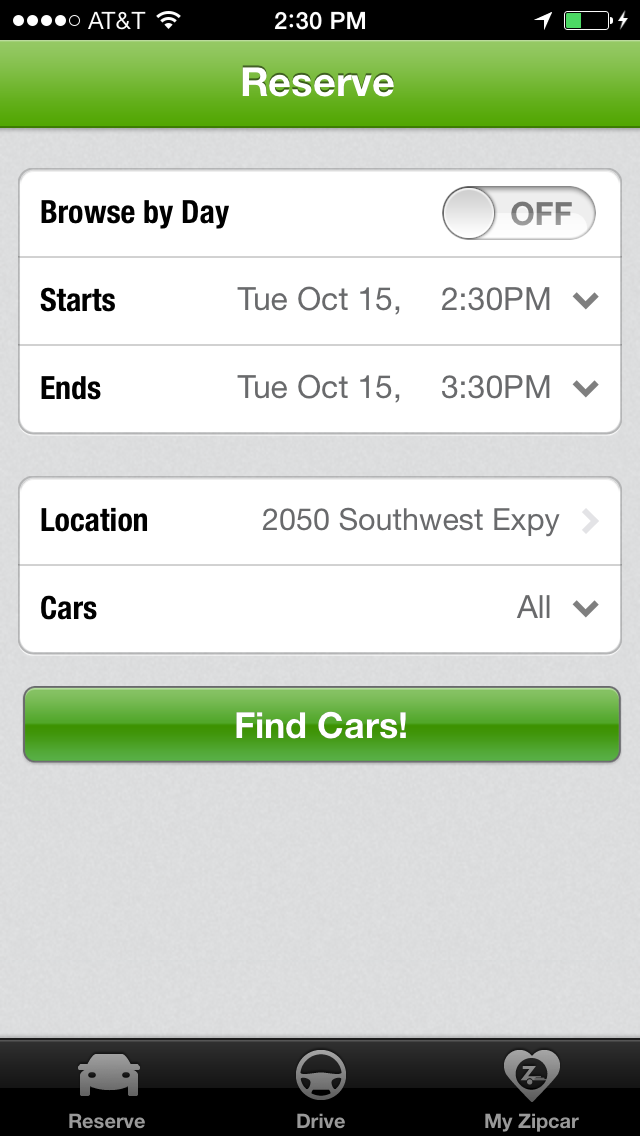 AT&T 2:30 PM
Reserve
Browse by Day OFF
Starts Tue Oct 15, 2:30PM
Ends Tue Oct 15, 3:30PM
Location 2050 Southwest Expy
Cars All
Find Cars!
Z
Reserve Drive My Zipcar